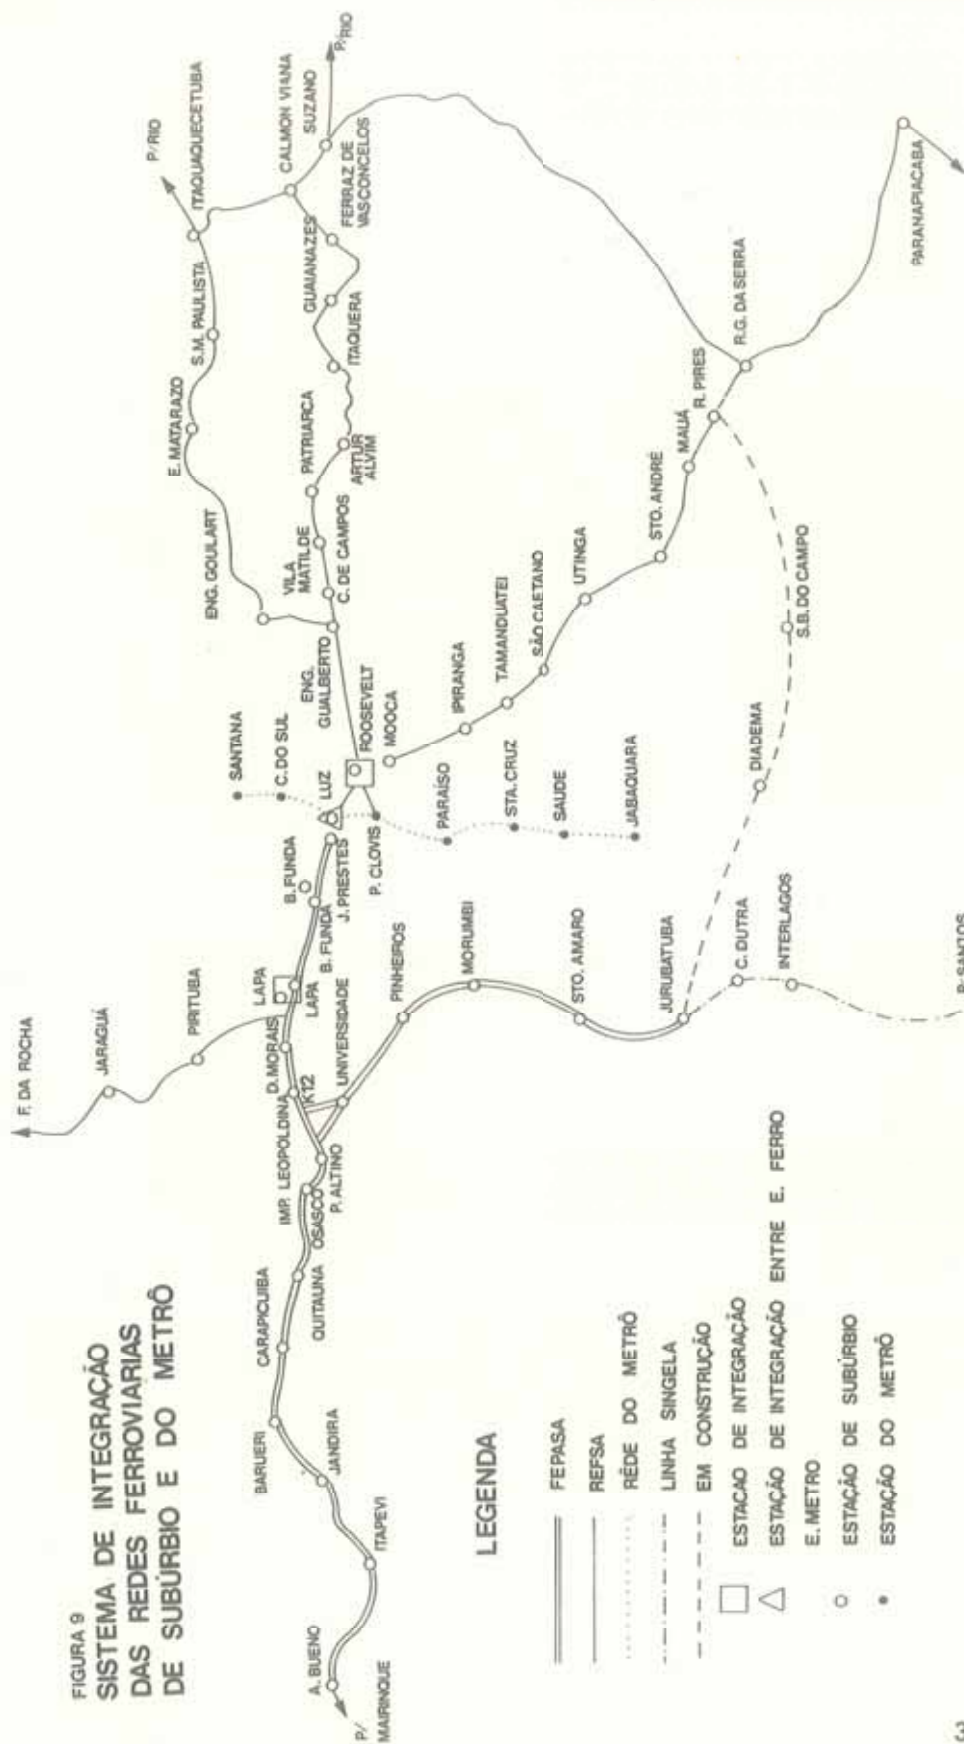 FIGURA 9
SISTEMA DE INTEGRAÇÃO
DAS REDES FERROVIARIAS
DE SUBÚRBIO E DO METRÔ
F. DA ROCHA
JARAGUÁ
PIRITUBA
A. BUENO
P/
MAIRINQUE
ITAPEVI
JANDIRA
BARUERI
CARAPICUIBA
QUITAUNA
OSASCO
P. ALTINO
IMP. LEOPOLDINA
K12
D. MORAIS
UNIVERSIDADE
LAPA
LAPA
B. FUNDA
B. FUNDA
J. PRESTES
LUZ
P. CLOVIS
ROOSEVELT
SANTANA
C. DO SUL
PARAÍSO
STA. CRUZ
SAUDE
JABAQUARA
ENG.
GUALBERTO
ENG. GOULART
E. MATARAZO
S.M. PAULISTA
ITAQUAQUECETUBA
P/RIO
C. DE CAMPOS
VILA
MATILDE
PATRIARCA
ARTUR
ALVIM
ITAQUERA
GUAIANAZES
FERRAZ DE
VASCONCELOS
CALMON VIANA
SUZANO
P/RIO
MOOCA
IPIRANGA
TAMANDUATEI
SÃO CAETANO
UTINGA
STO. ANDRÉ
MAUÁ
R. PIRES
R.G. DA SERRA
PARANAPIACABA
PINHEIROS
MORUMBI
STO. AMARO
JURUBATUBA
C. DUTRA
INTERLAGOS
P/ SANTOS
DIADEMA
S.B. DO CAMPO
LEGENDA
FEPASA
REFSA
RÊDE DO METRÔ
LINHA SINGELA
EM CONSTRUÇÃO
ESTACAO DE INTEGRAÇÃO
ESTAÇÃO DE INTEGRAÇÃO ENTRE E. FERRO
E. METRO
ESTAÇÃO DE SUBÚRBIO
ESTAÇÃO DO METRÔ